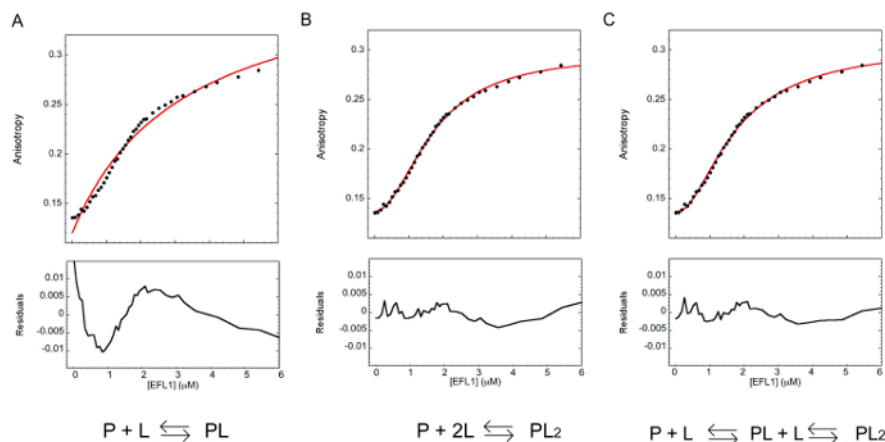 A
B
C
0.3
0.25
0.2
0.15
Anisotropy
0.3
0.25
0.2
0.15
Anisotropy
0.3
0.25
0.2
0.15
Anisotropy
0.01
0.005
0
-0.005
-0.01
Residuals
0 1 2 3 4 5 6
[EFL1] (μM)
0.01
0.005
0
-0.005
-0.01
Residuals
0 1 2 3 4 5 6
[EFL1] (μM)
0.01
0.005
0
-0.005
-0.01
Residuals
0 1 2 3 4 5 6
[EFL1] (μM)
P + L ⇋ PL
P + 2L ⇋ PL₂
P + L ⇋ PL + L ⇋ PL₂